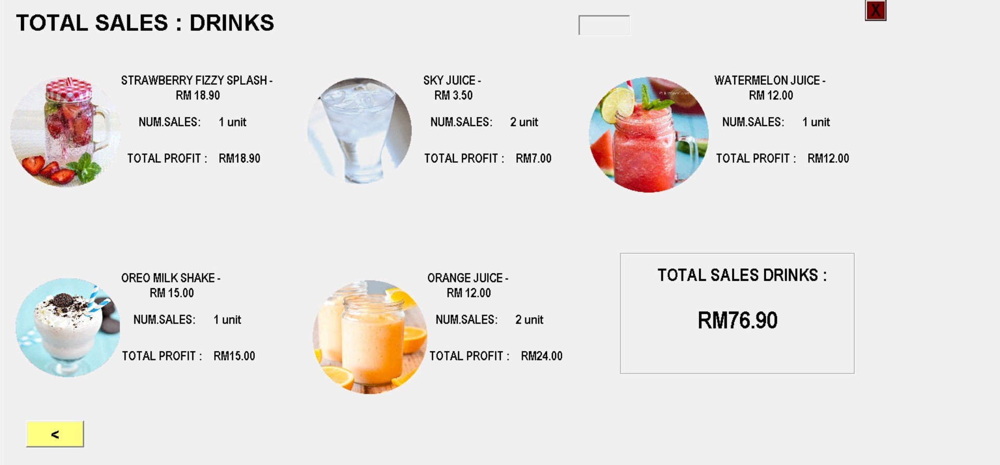 TOTAL SALES : DRINKS
X
STRAWBERRY FIZZY SPLASH -
RM 18.90
NUM.SALES: 1 unit
TOTAL PROFIT : RM18.90
SKY JUICE -
RM 3.50
NUM.SALES: 2 unit
TOTAL PROFIT : RM7.00
WATERMELON JUICE -
RM 12.00
NUM.SALES: 1 unit
TOTAL PROFIT : RM12.00
OREO MILK SHAKE -
RM 15.00
NUM.SALES: 1 unit
TOTAL PROFIT : RM15.00
ORANGE JUICE -
RM 12.00
NUM.SALES: 2 unit
TOTAL PROFIT : RM24.00
TOTAL SALES DRINKS :
RM76.90
<